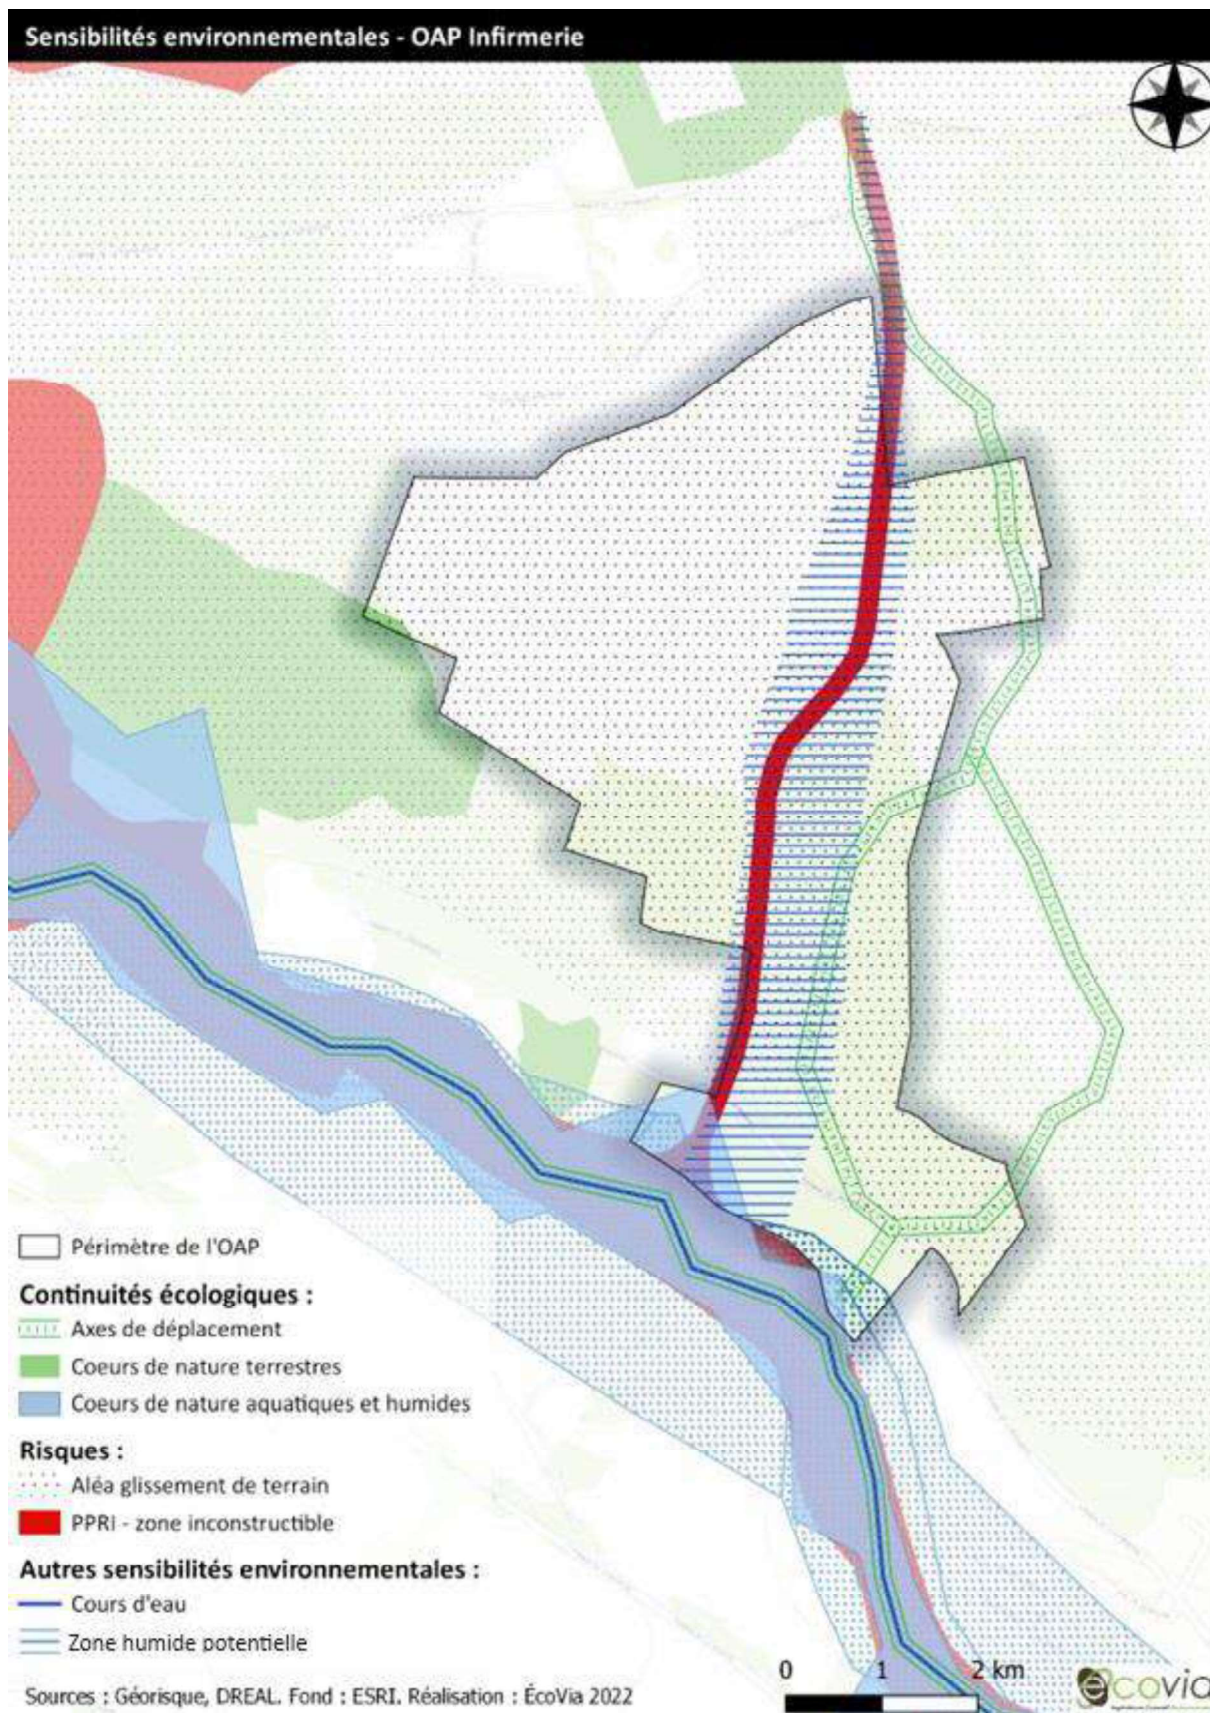 Sensibilités environnementales - OAP Infirmerie
Périmètre de l'OAP
Continuités écologiques :
Axes de déplacement
Coeurs de nature terrestres
Coeurs de nature aquatiques et humides
Risques :
Aléa glissement de terrain
PPRI - zone inconstructible
Autres sensibilités environnementales :
Cours d'eau
Zone humide potentielle
0 1 2 km
Sources : Géorisque, DREAL. Fond : ESRI. Réalisation : ÉcoVia 2022
écovia